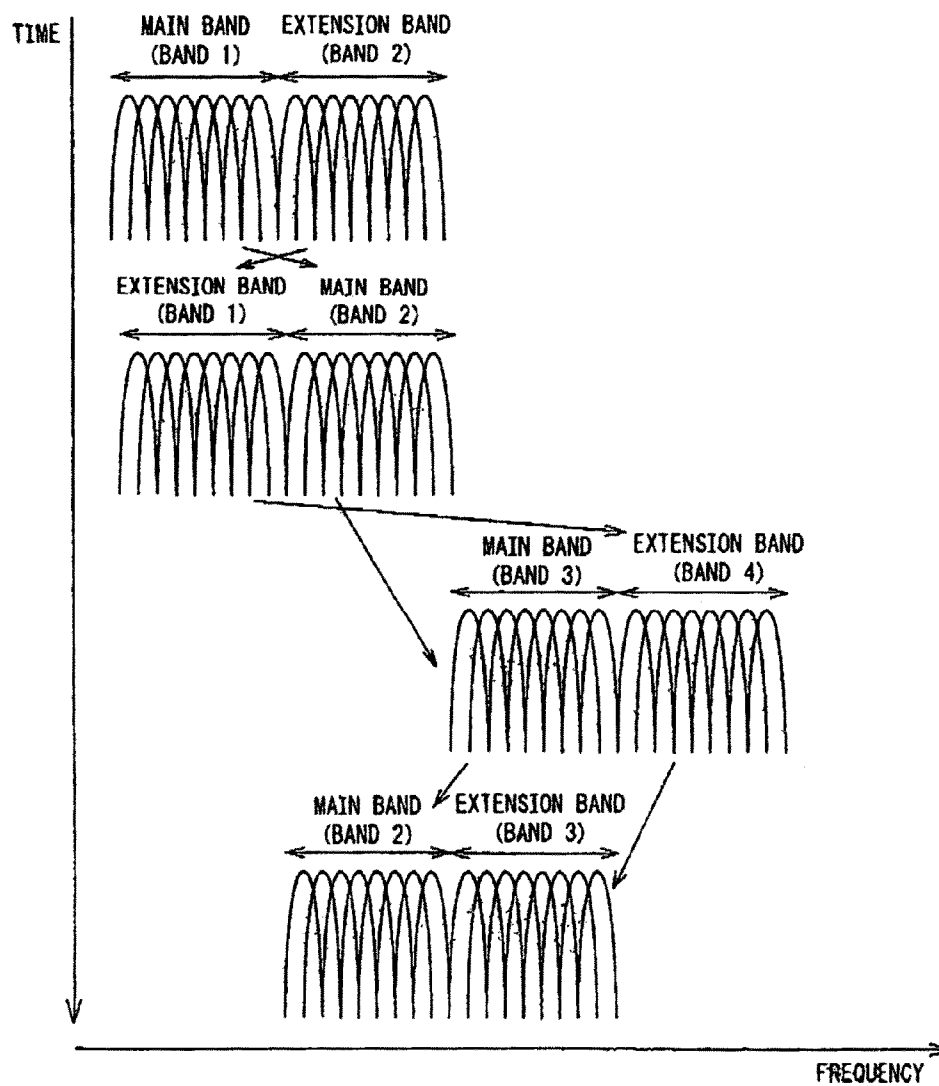 TIME
MAIN BAND
(BAND 1)
EXTENSION BAND
(BAND 2)
EXTENSION BAND
(BAND 1)
MAIN BAND
(BAND 2)
MAIN BAND
(BAND 3)
EXTENSION BAND
(BAND 4)
MAIN BAND
(BAND 2)
EXTENSION BAND
(BAND 3)
FREQUENCY